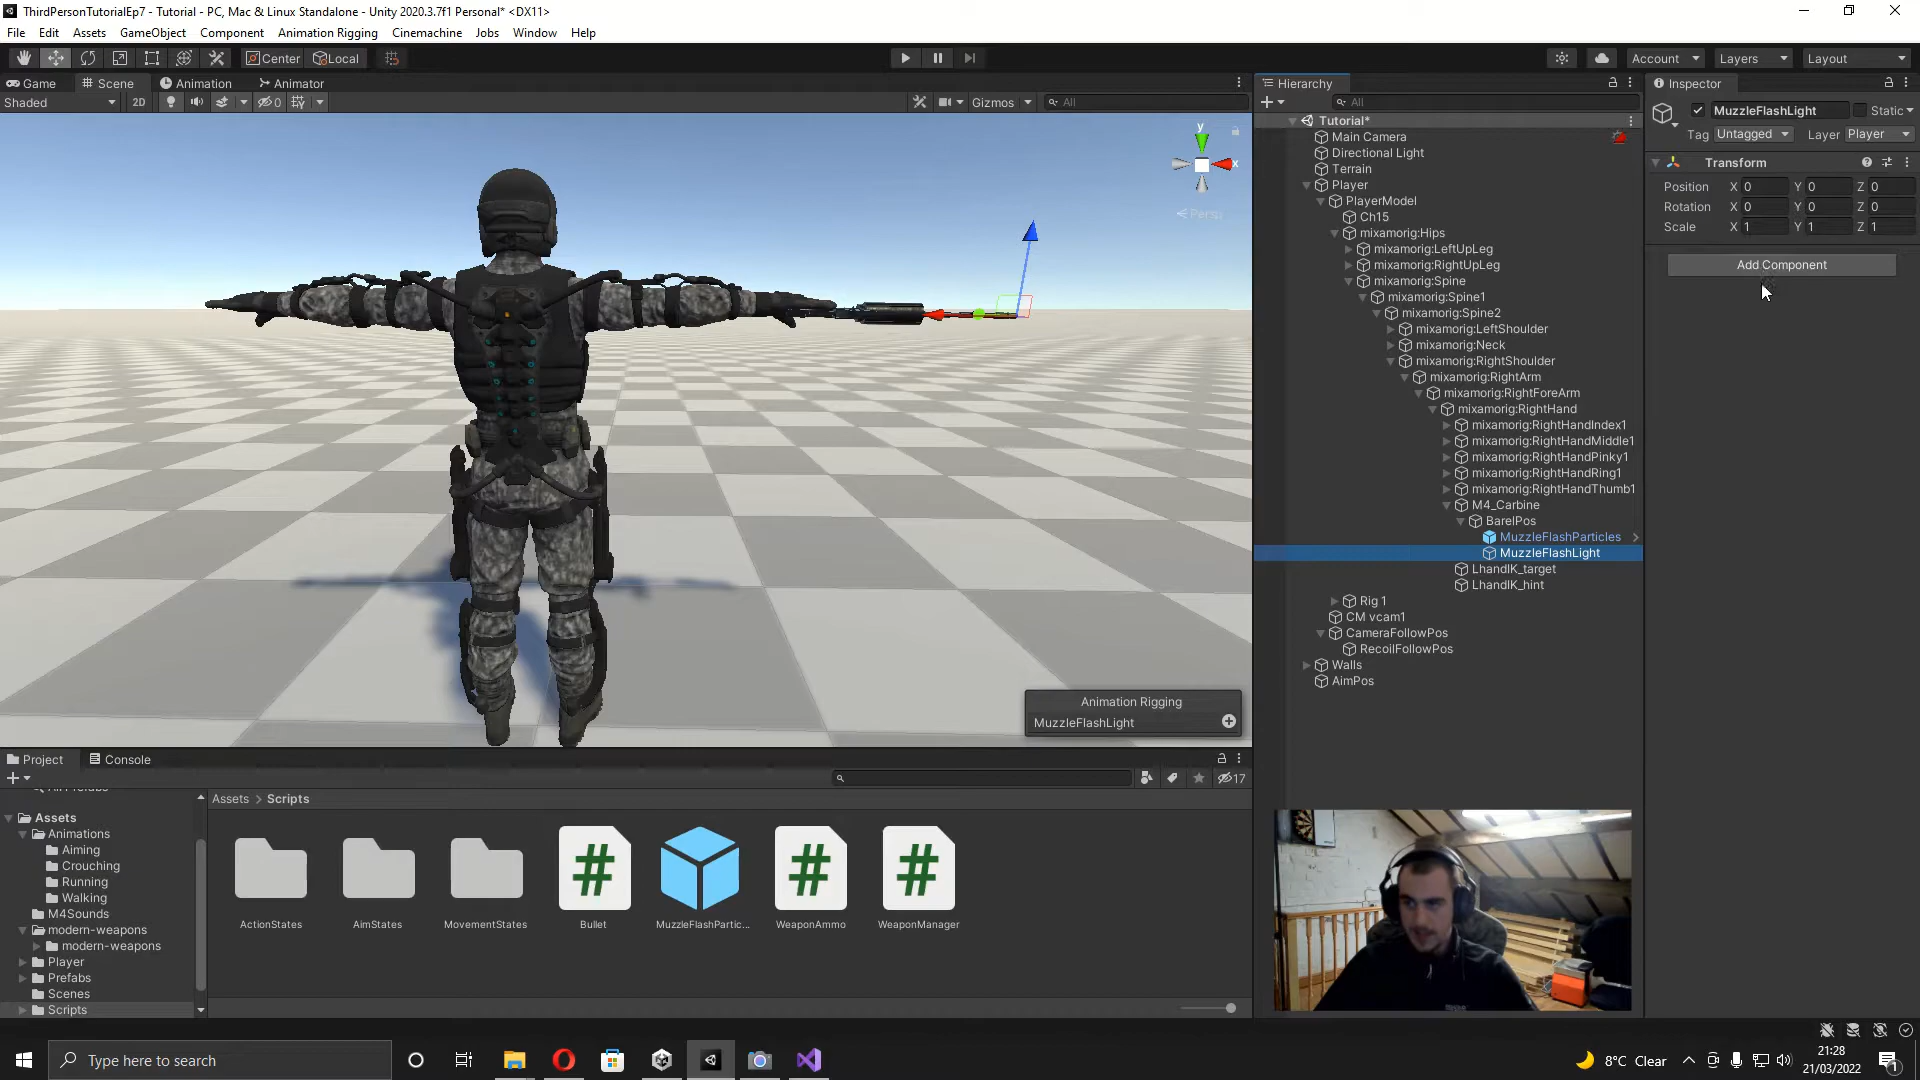 ThirdPersonTutorialEp7 - Tutorial - PC, Mac & Linux Standalone - Unity 2020.3.7f1 Personal* <DX11>
File Edit Assets GameObject Component Animation Rigging Cinemachine Jobs Window Help
Center Local Account Layers Layout
Game Scene Animation Animator
Shaded 2D 0 Gizmos All
y
x
Persp
Animation Rigging
MuzzleFlashLight
Hierarchy
All
Tutorial*
Main Camera
Directional Light
Terrain
Player
PlayerModel
Ch15
mixamorig:Hips
mixamorig:LeftUpLeg
mixamorig:RightUpLeg
mixamorig:Spine
mixamorig:Spine1
mixamorig:Spine2
mixamorig:LeftShoulder
mixamorig:Neck
mixamorig:RightShoulder
mixamorig:RightArm
mixamorig:RightForeArm
mixamorig:RightHand
mixamorig:RightHandIndex1
mixamorig:RightHandMiddle1
mixamorig:RightHandPinky1
mixamorig:RightHandRing1
mixamorig:RightHandThumb1
M4_Carbine
BarelPos
MuzzleFlashParticles
MuzzleFlashLight
LhandIK_target
LhandIK_hint
Rig 1
CM vcam1
CameraFollowPos
RecoilFollowPos
Walls
AimPos
Inspector
MuzzleFlashLight Static
Tag Untagged Layer Player
Transform
Position X 0 Y 0 Z 0
Rotation X 0 Y 0 Z 0
Scale X 1 Y 1 Z 1
Add Component
Project Console
17
Assets
Animations
Aiming
Crouching
Running
Walking
M4Sounds
modern-weapons
modern-weapons
Player
Prefabs
Scenes
Scripts
Assets > Scripts
ActionStates AimStates MovementStates Bullet MuzzleFlashPartic... WeaponAmmo WeaponManager
Type here to search
8°C Clear
21:28
21/03/2022
1